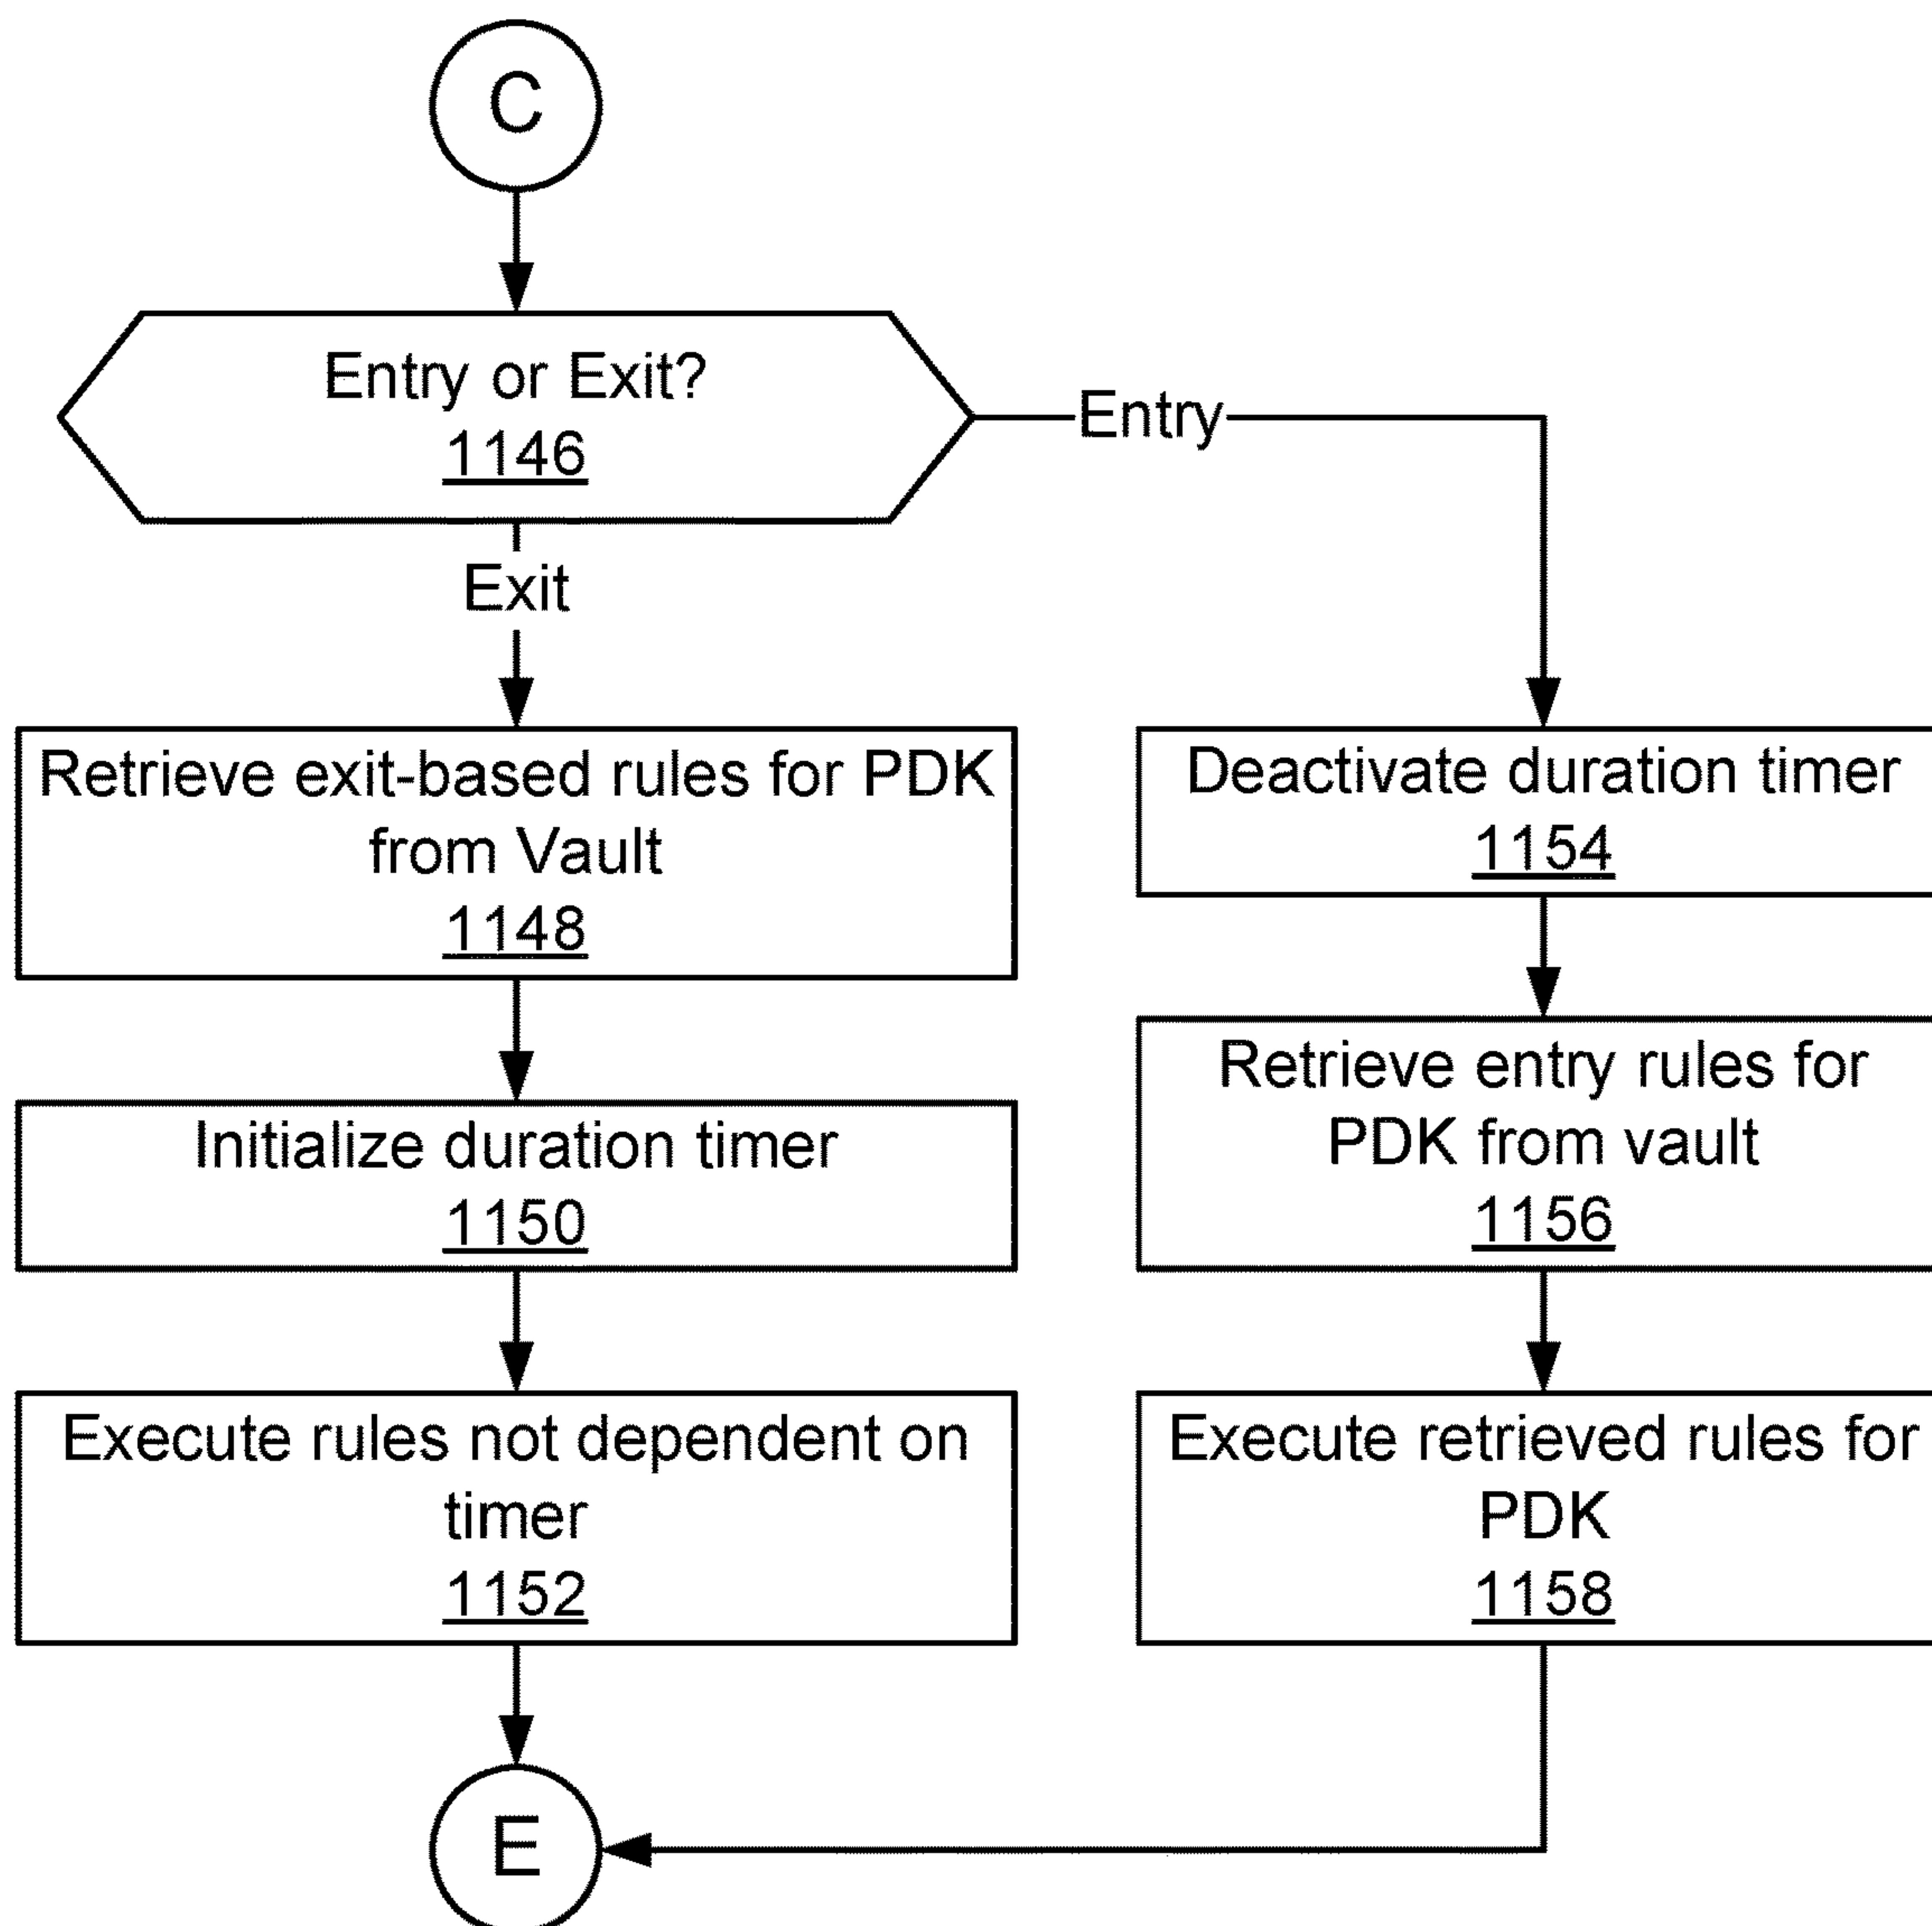 C
Entry or Exit?
1146
Entry
Exit
Retrieve exit-based rules for PDK
from Vault
1148
Initialize duration timer
1150
Execute rules not dependent on
timer
1152
Deactivate duration timer
1154
Retrieve entry rules for
PDK from vault
1156
Execute retrieved rules for
PDK
1158
E